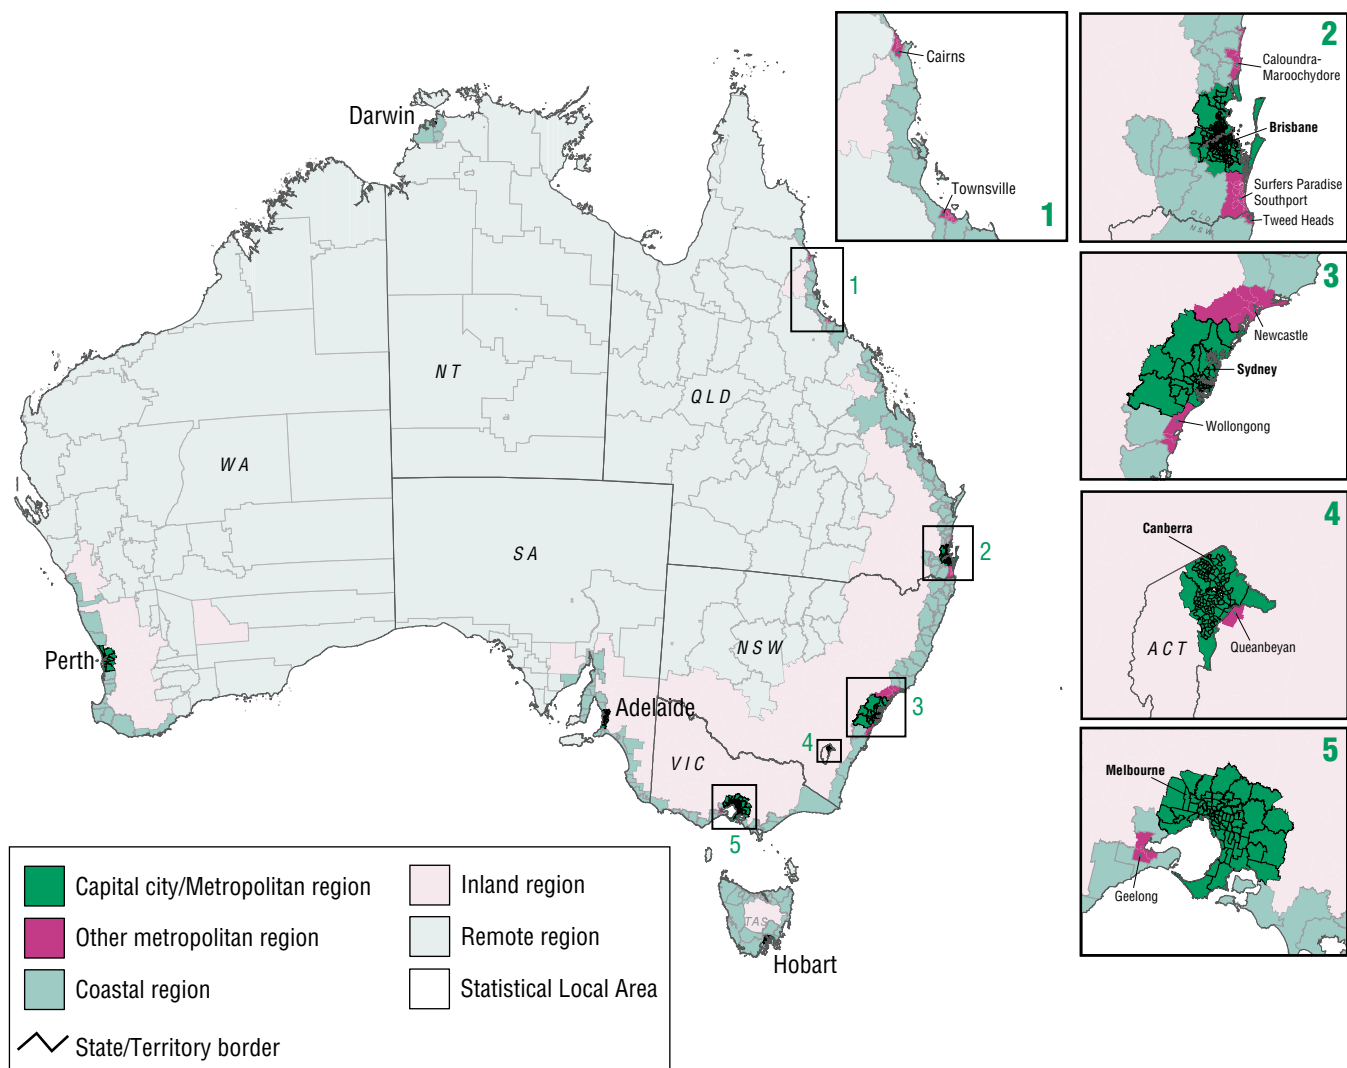 Darwin
NT
QLD
WA
SA
NSW
VIC
TAS
Perth
Adelaide
Hobart
1
2
3
4
5
Cairns
Townsville
1
2
Caloundra-
Maroochydore
Brisbane
Surfers Paradise
Southport
QLD
NSW
Tweed Heads
3
Newcastle
Sydney
Wollongong
4
Canberra
ACT
Queanbeyan
5
Melbourne
Geelong
Capital city/Metropolitan region
Other metropolitan region
Coastal region
State/Territory border
Inland region
Remote region
Statistical Local Area